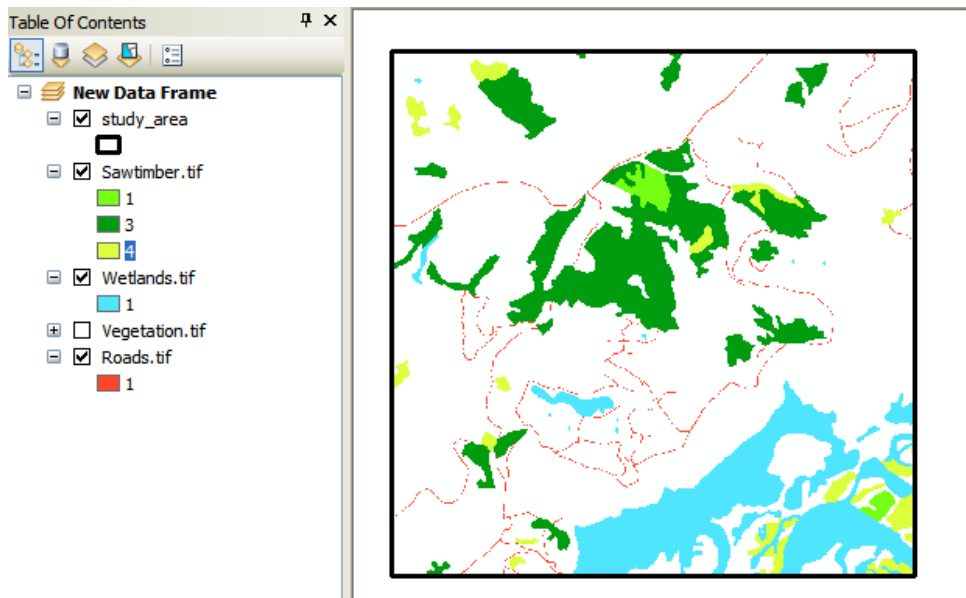 Table Of Contents
New Data Frame
study_area
Sawtimber.tif
1
3
4
Wetlands.tif
1
Vegetation.tif
Roads.tif
1